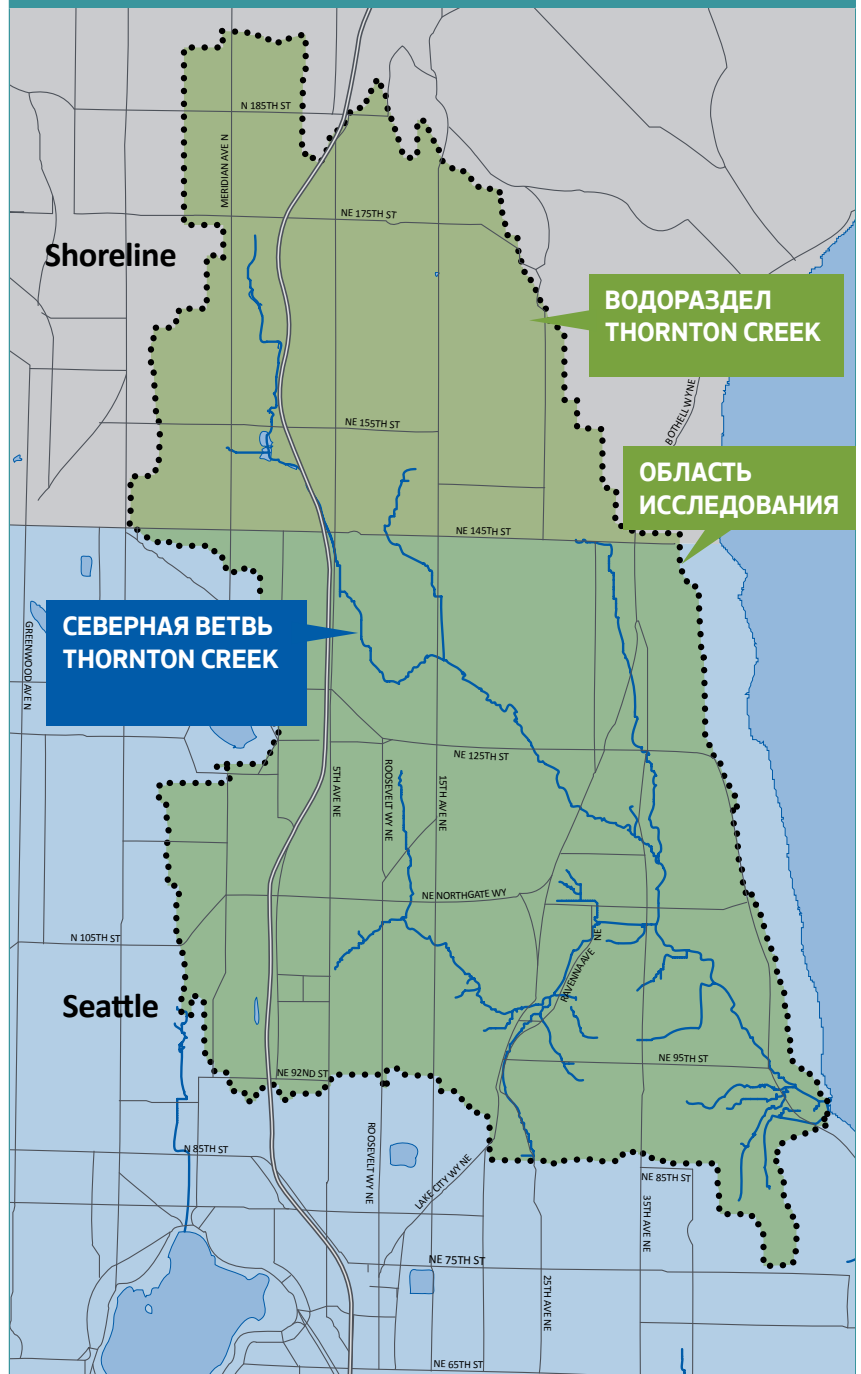 N 185TH ST
MERIDIAN AVE N
NE 175TH ST
Shoreline
ВОДОРАЗДЕЛ
THORNTON CREEK
BOTHELL WY NE
NE 155TH ST
ОБЛАСТЬ
ИССЛЕДОВАНИЯ
NE 145TH ST
СЕВЕРНАЯ ВЕТВЬ
THORNTON CREEK
GREENWOOD AVE N
NE 125TH ST
5TH AVE NE
ROOSEVELT WY NE
15TH AVE NE
NE NORTHGATE WY
N 105TH ST
RAVENNA AVE NE
Seattle
NE 95TH ST
NE 92ND ST
N 85TH ST
ROOSEVELT WY NE
LAKE CITY WY NE
NE 85TH ST
35TH AVE NE
NE 75TH ST
25TH AVE NE
NE 65TH ST